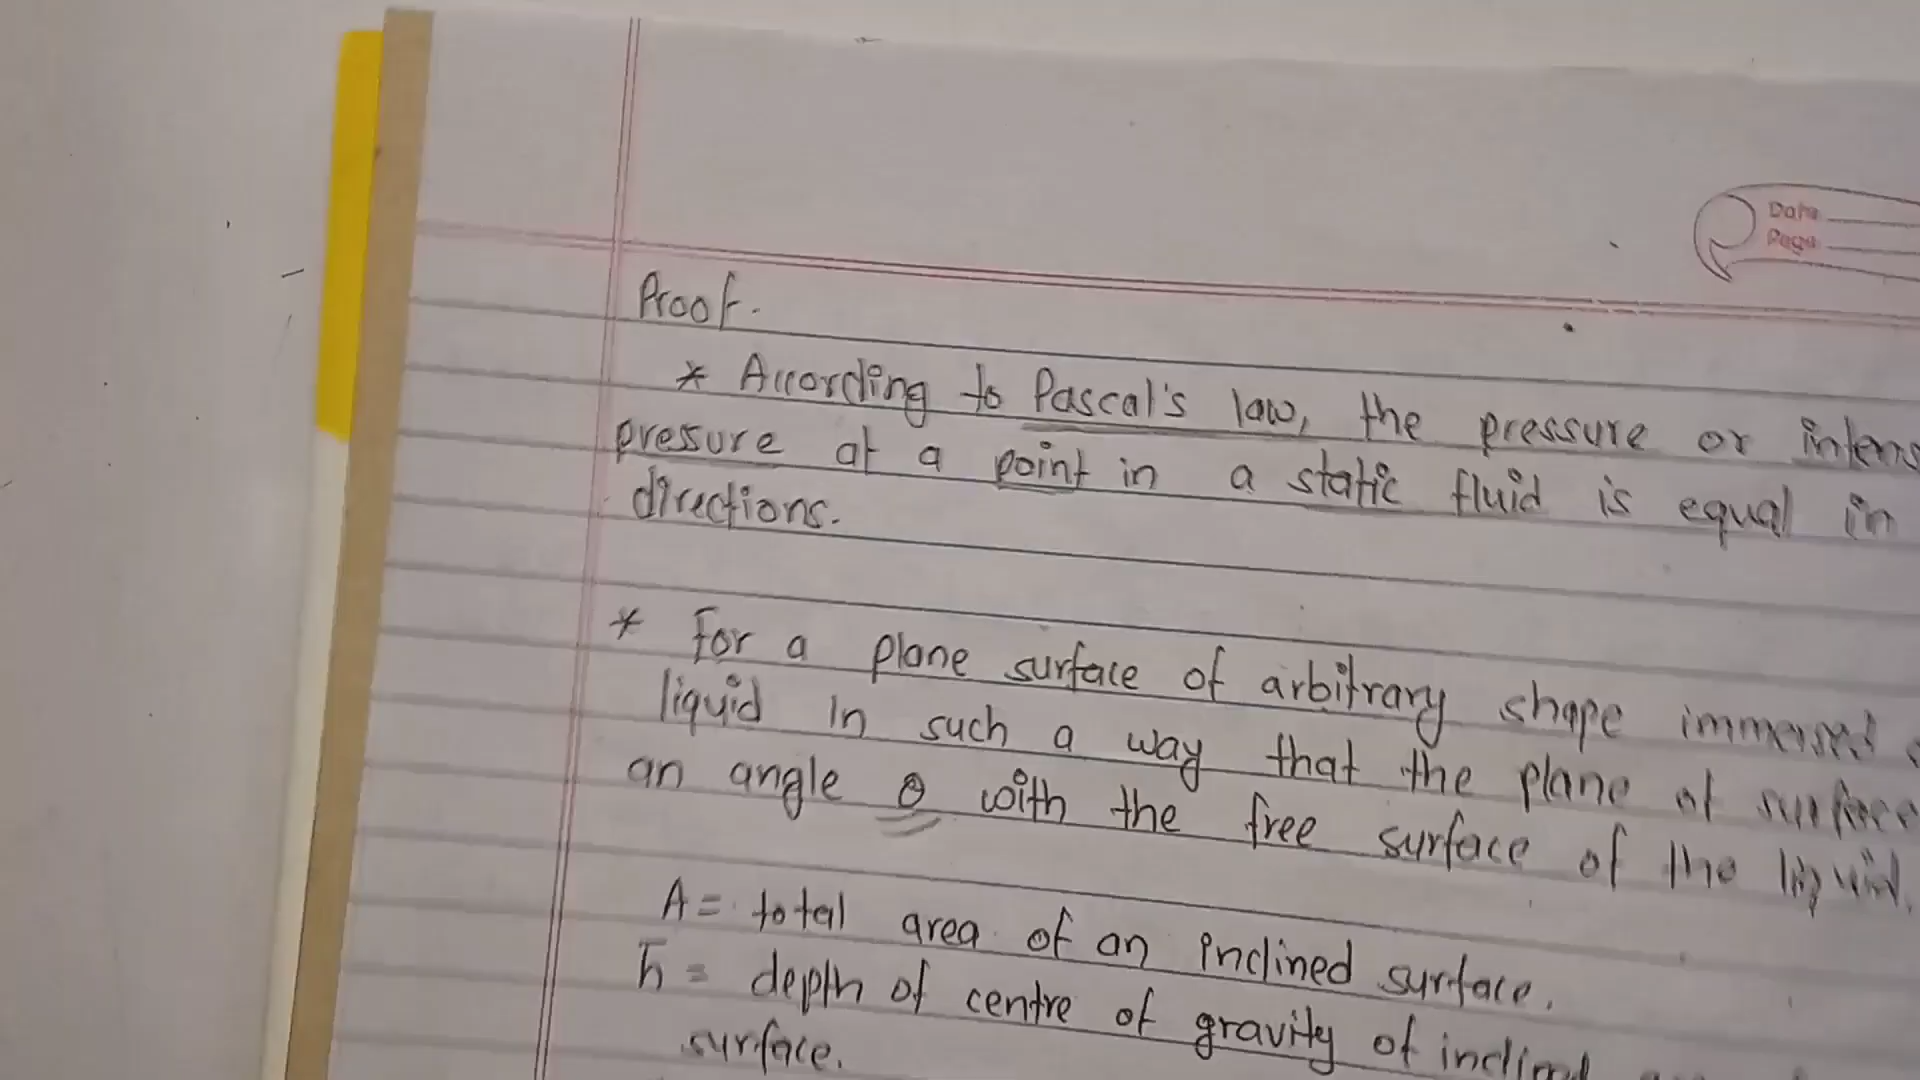 Date
Page
Proof.
* According to Pascal's law, the pressure or intens
pressure at a point in a static fluid is equal in
directions.
* For a plane surface of arbitrary shape immersed
liquid in such a way that the plane of surface
an angle θ with the free surface of the liquid.
A = total area of an inclined surface.
h̄ = depth of centre of gravity of inclined
surface.